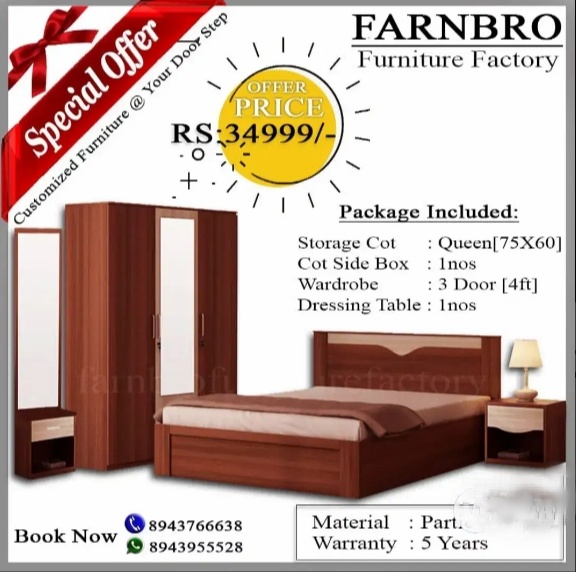 Special Offer
Customized Furniture @ Your Door Step
FARNBRO
Furniture Factory
OFFER
PRICE
RS:34999/-
Package Included:
Storage Cot : Queen[75X60]
Cot Side Box : 1nos
Wardrobe : 3 Door [4ft]
Dressing Table : 1nos
Book Now 8943766638
8943955528
Material :
Warranty : 5 Years